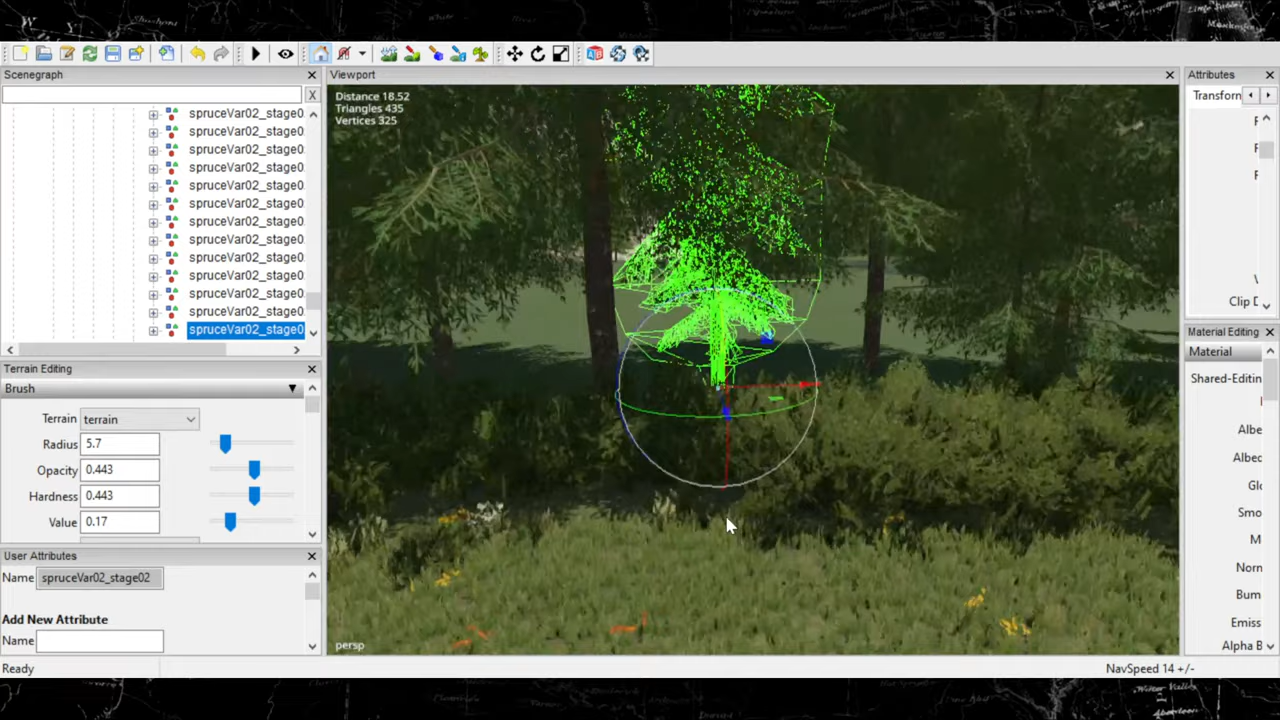 Scenegraph
X
spruceVar02_stage0
spruceVar02_stage0
spruceVar02_stage0
spruceVar02_stage0
spruceVar02_stage0
spruceVar02_stage0
spruceVar02_stage0
spruceVar02_stage0
spruceVar02_stage0
spruceVar02_stage0
spruceVar02_stage0
spruceVar02_stage0
spruceVar02_stage0
Terrain Editing
Brush
Terrain terrain
Radius 5.7
Opacity 0.443
Hardness 0.443
Value 0.17
User Attributes
Name spruceVar02_stage02
Add New Attribute
Name
Ready
Viewport
Distance 18.52
Triangles 435
Vertices 325
persp
Attributes
Transforn
Clip D
Material Editing
Material
Shared-Editin
Albe
Albed
Glo
Smo
M
Norn
Bum
Emiss
Alpha B
NavSpeed 14 +/-